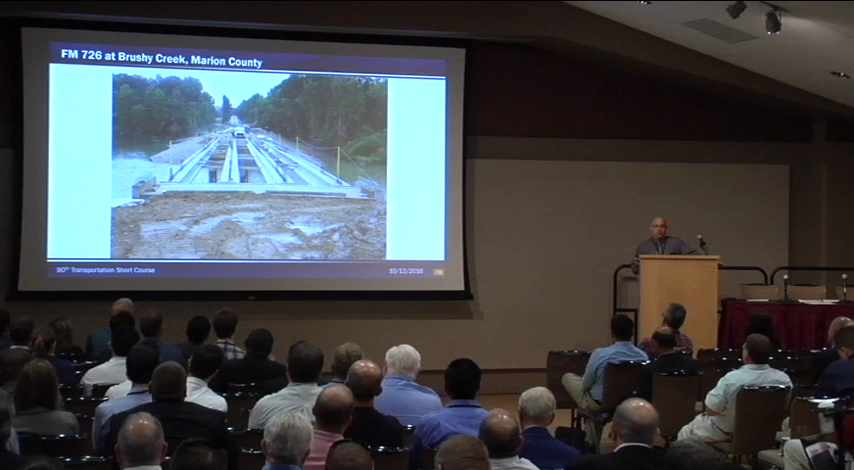 FM 726 at Brushy Creek, Marion County
90th Transportation Short Course
10/12/2016